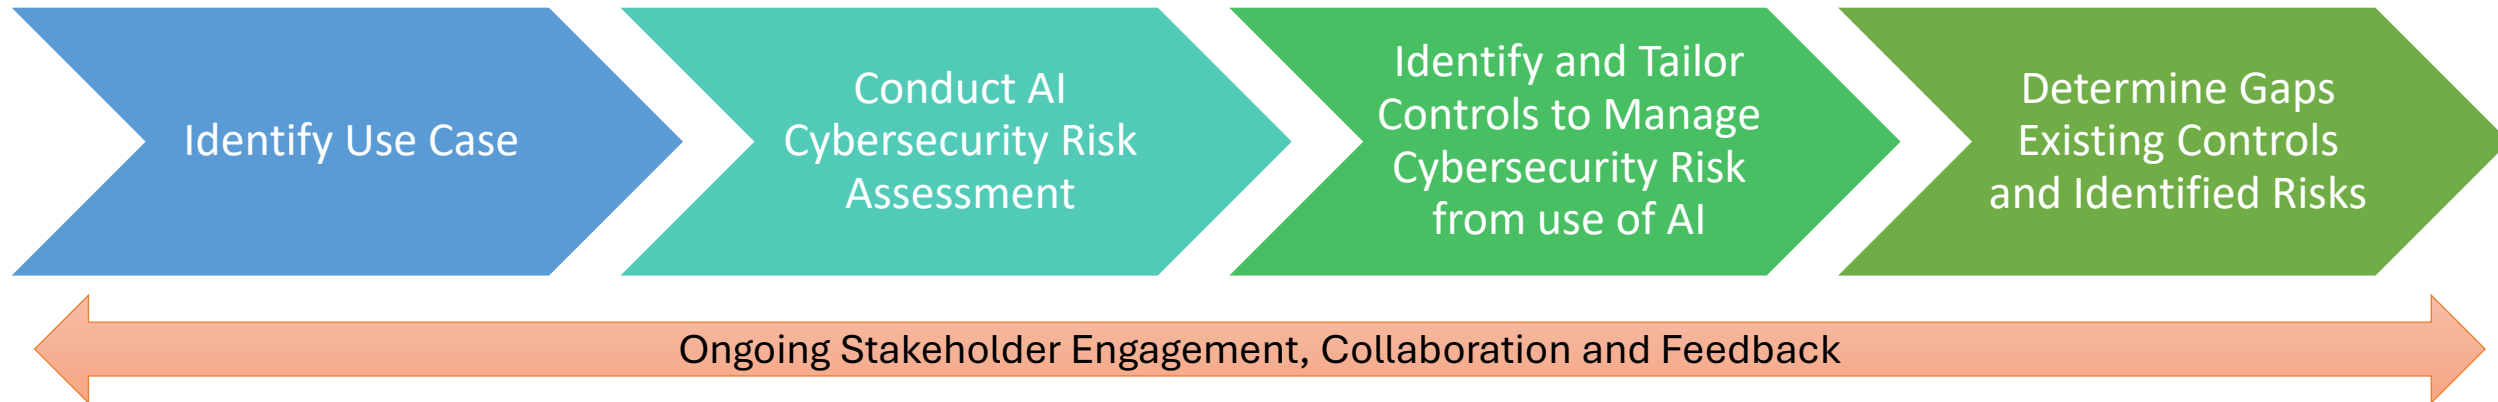 Identify Use Case
Conduct AI
Cybersecurity Risk
Assessment
Identify and Tailor
Controls to Manage
Cybersecurity Risk
from use of AI
Determine Gaps
Existing Controls
and Identified Risks
Ongoing Stakeholder Engagement, Collaboration and Feedback